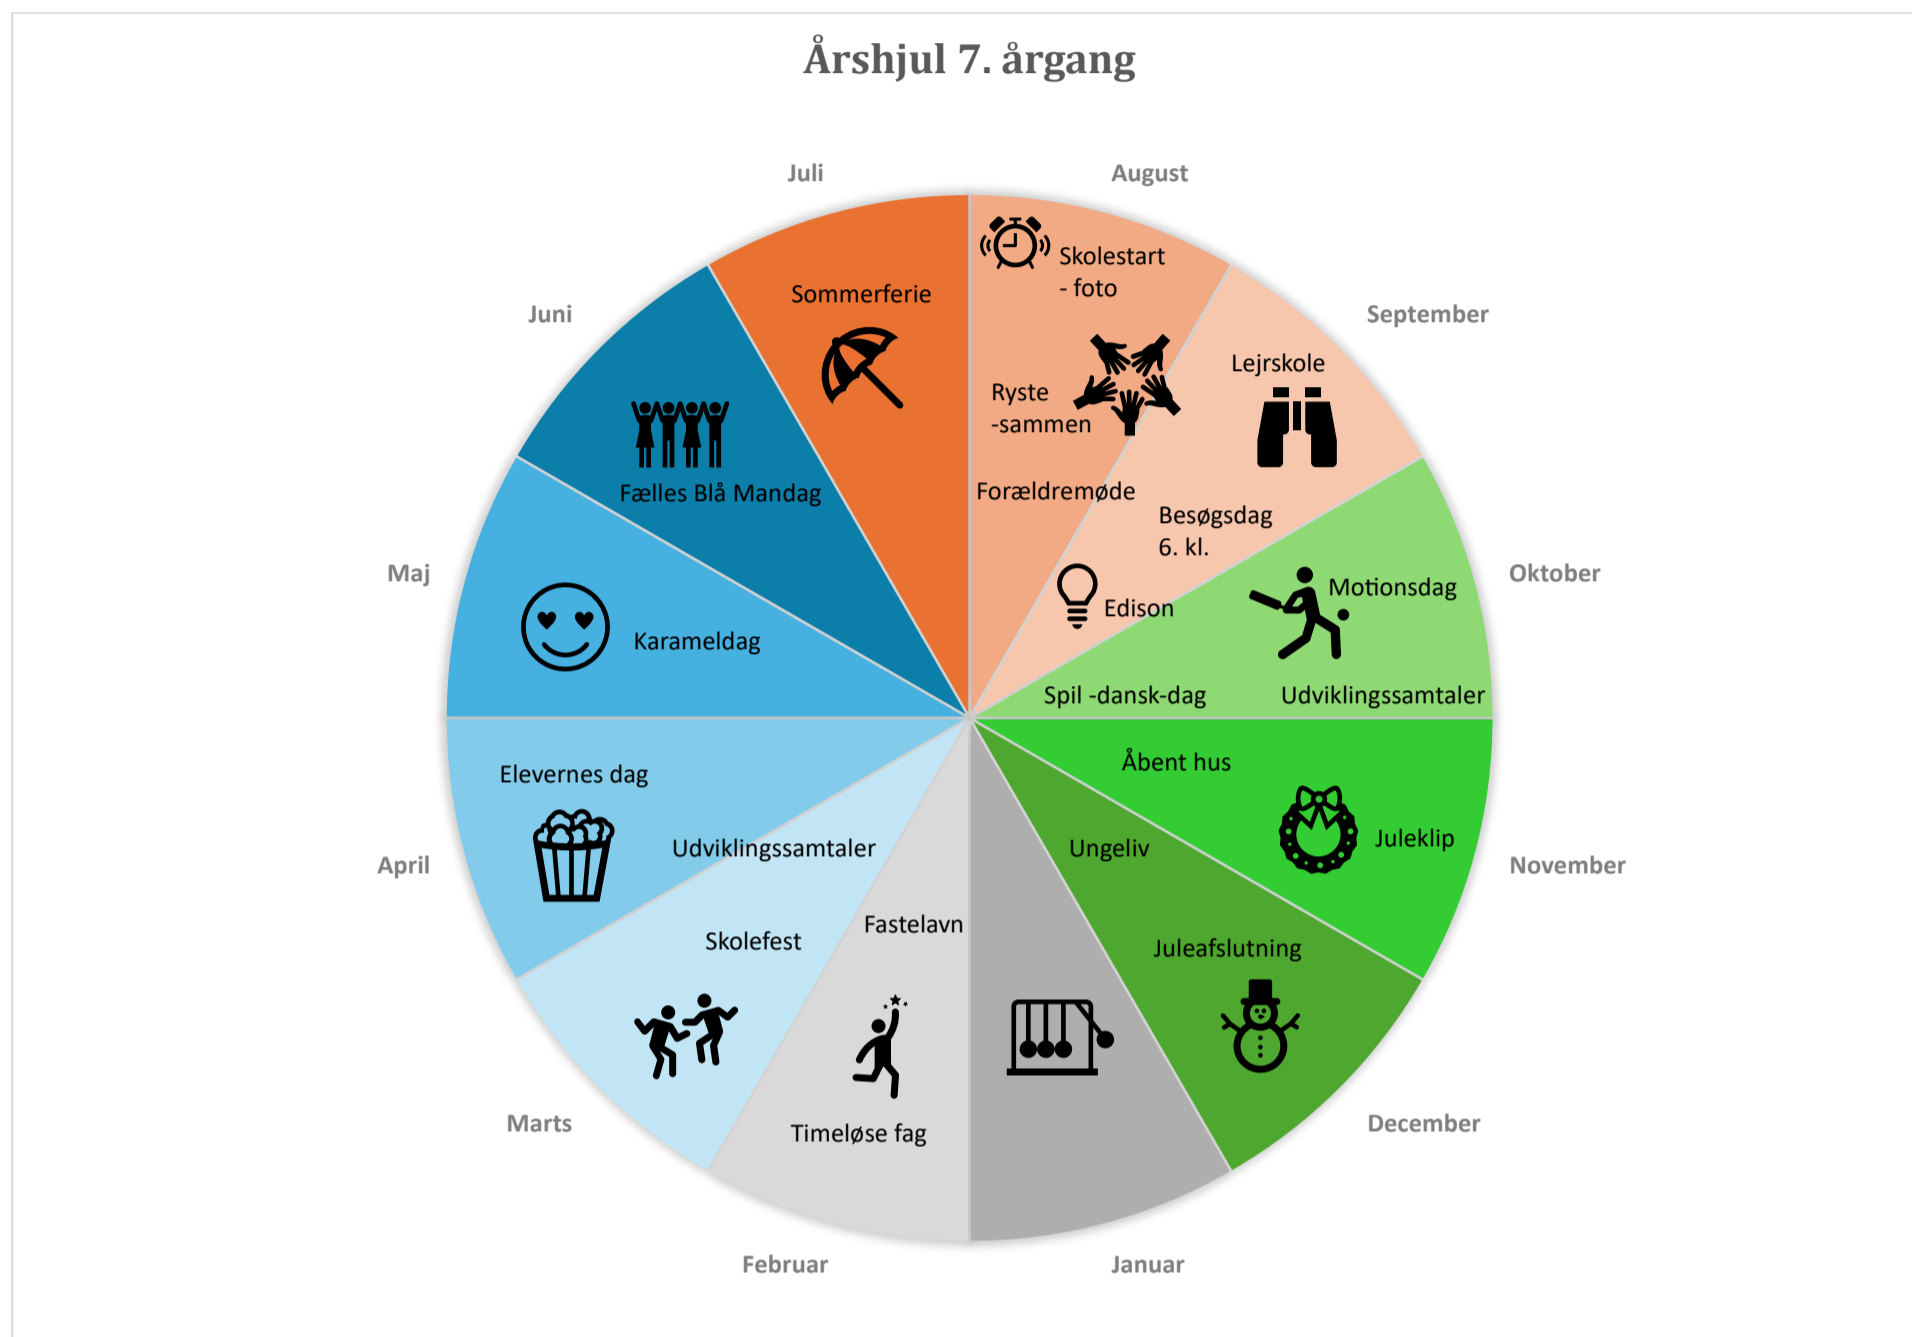 Årshjul 7. årgang
Juli
August
Juni
September
Maj
Oktober
April
November
Marts
December
Februar
Januar
Skolestart
- foto
Ryste
-sammen
Forældremøde
Lejrskole
Besøgsdag
6. kl.
Edison
Motionsdag
Spil -dansk-dag
Udviklingssamtaler
Åbent hus
Juleklip
Ungeliv
Juleafslutning
Fastelavn
Timeløse fag
Udviklingssamtaler
Skolefest
Elevernes dag
Karameldag
Fælles Blå Mandag
Sommerferie